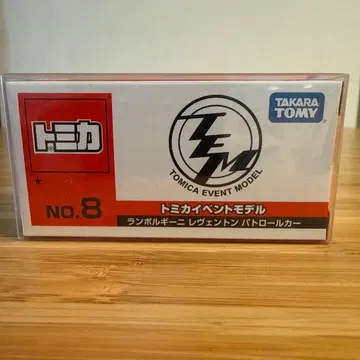 トミカ
TEM
TOMICA EVENT MODEL
TAKARA
TOMY
NO.8
トミカイベントモデル
ランボルギーニ レヴェントン パトロールカー